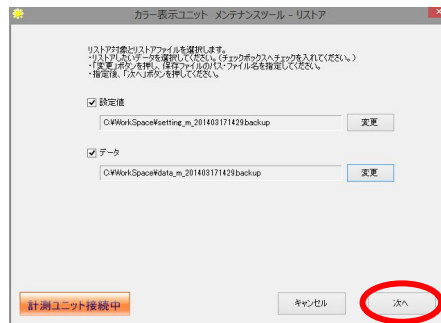 カラー表示ユニット メンテナンスツール - リストア
リストア対象とリストアファイルを選択します。
・リストアしたいデータを選択してください。（チェックボックスへチェックを入れてください。）
・「変更」ボタンを押し、保存ファイルのパス・ファイル名を指定してください。
・指定後、「次へ」ボタンを押してください。
設定値
C:¥WorkSpace¥setting_m_201403171429.backup
変更
データ
C:¥WorkSpace¥data_m_201403171429.backup
変更
計測ユニット接続中
キャンセル
次へ